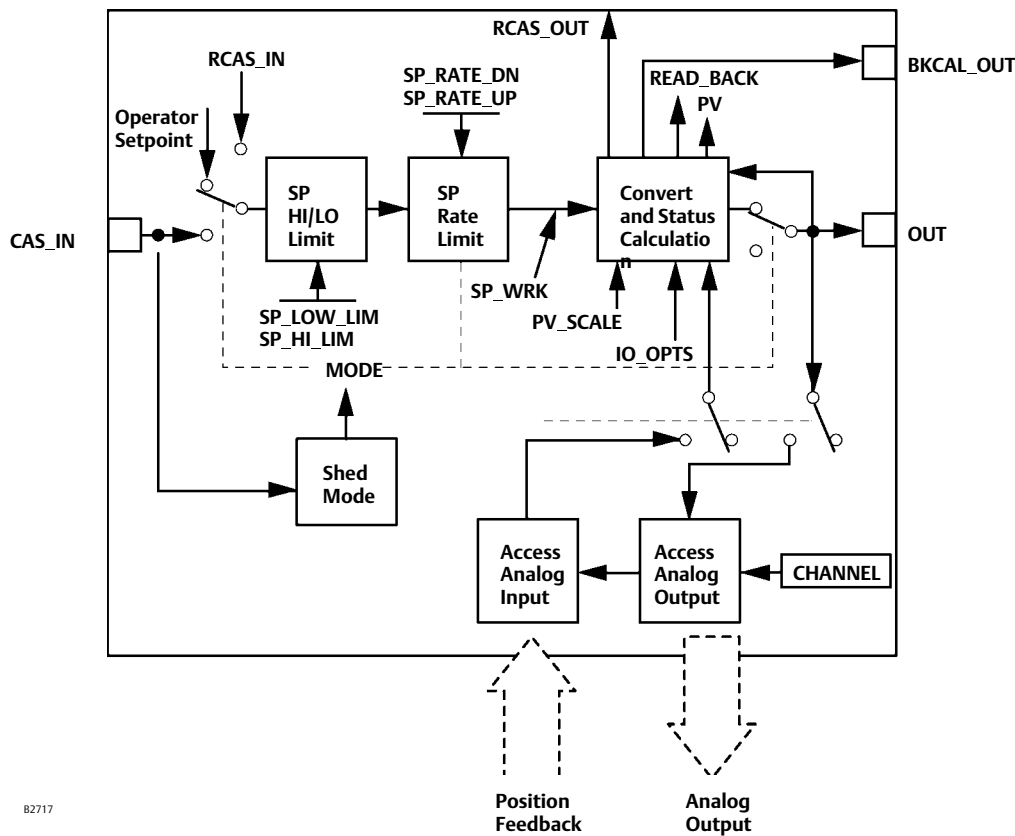 RCAS_OUT
RCAS_IN
BKCAL_OUT
SP_RATE_DN
SP_RATE_UP
READ_BACK
PV
Operator
Setpoint
SP
HI/LO
Limit
SP
Rate
Limit
Convert
and Status
Calculatio
n
CAS_IN
OUT
SP_WRK
SP_LOW_LIM
SP_HI_LIM
PV_SCALE
IO_OPTS
MODE
Shed
Mode
Access
Analog
Input
Access
Analog
Output
CHANNEL
Position
Feedback
Analog
Output
B2717